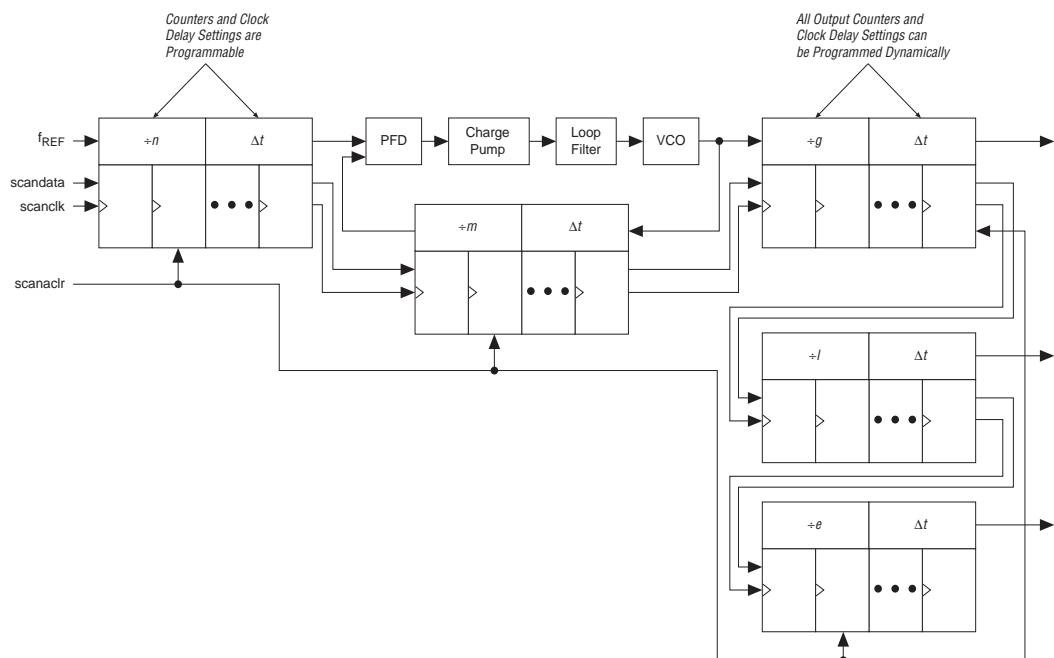 Counters and Clock
Delay Settings are
Programmable
All Output Counters and
Clock Delay Settings can
be Programmed Dynamically
fREF
÷n
Δt
PFD
Charge
Pump
Loop
Filter
VCO
÷g
Δt
scandata
scanclk
÷m
Δt
scanaclr
÷l
Δt
÷e
Δt